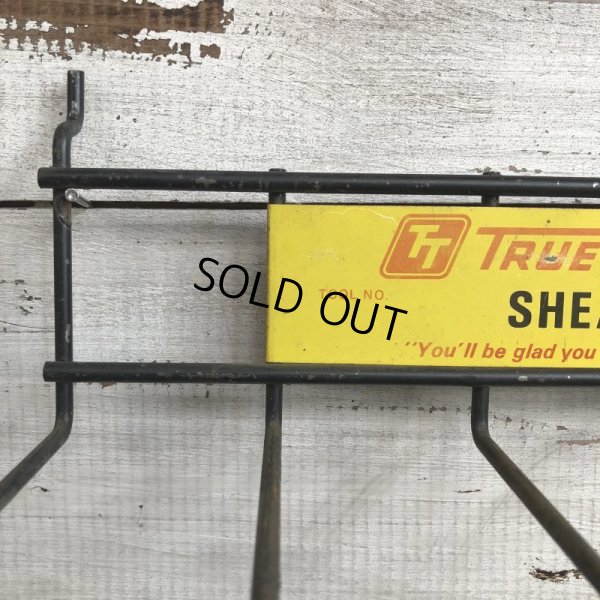 TT TRUE
TOOL NO.
SHEA
"You'll be glad you
SOLD OUT